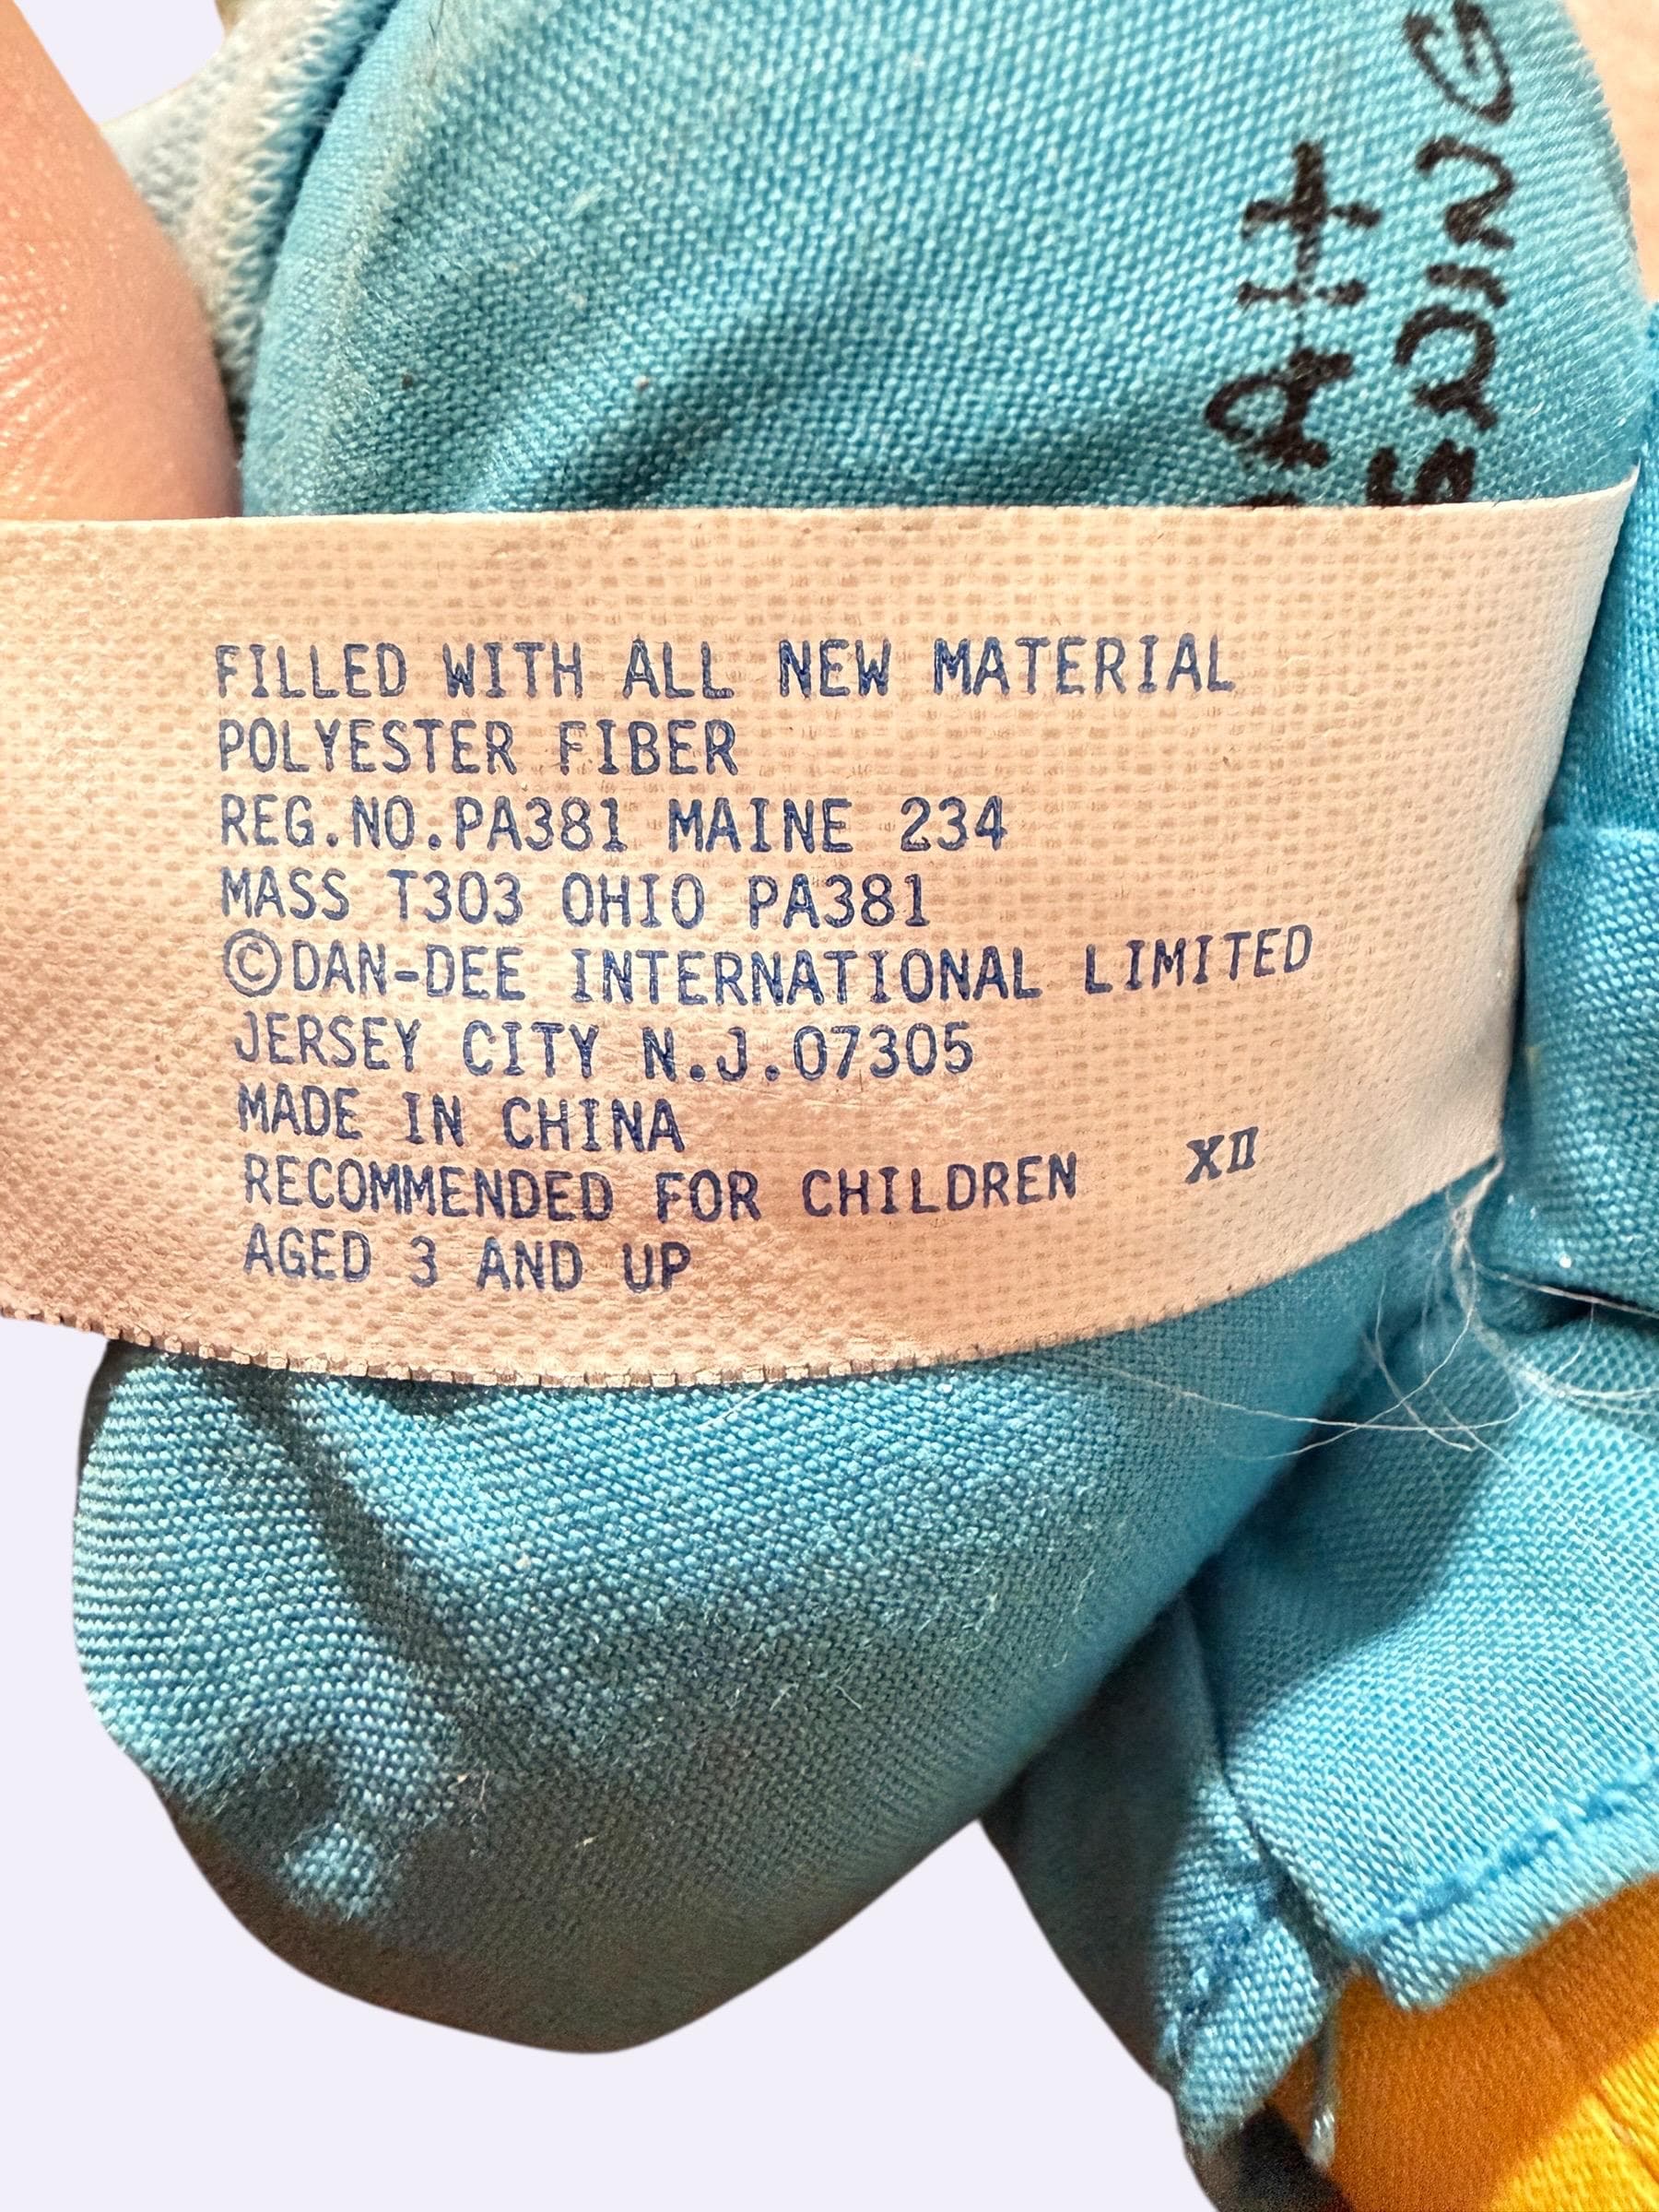 FILLED WITH ALL NEW MATERIAL
POLYESTER FIBER
REG.NO.PA381 MAINE 234
MASS T303 OHIO PA381
©DAN-DEE INTERNATIONAL LIMITED
JERSEY CITY N.J.07305
MADE IN CHINA
RECOMMENDED FOR CHILDREN XII
AGED 3 AND UP